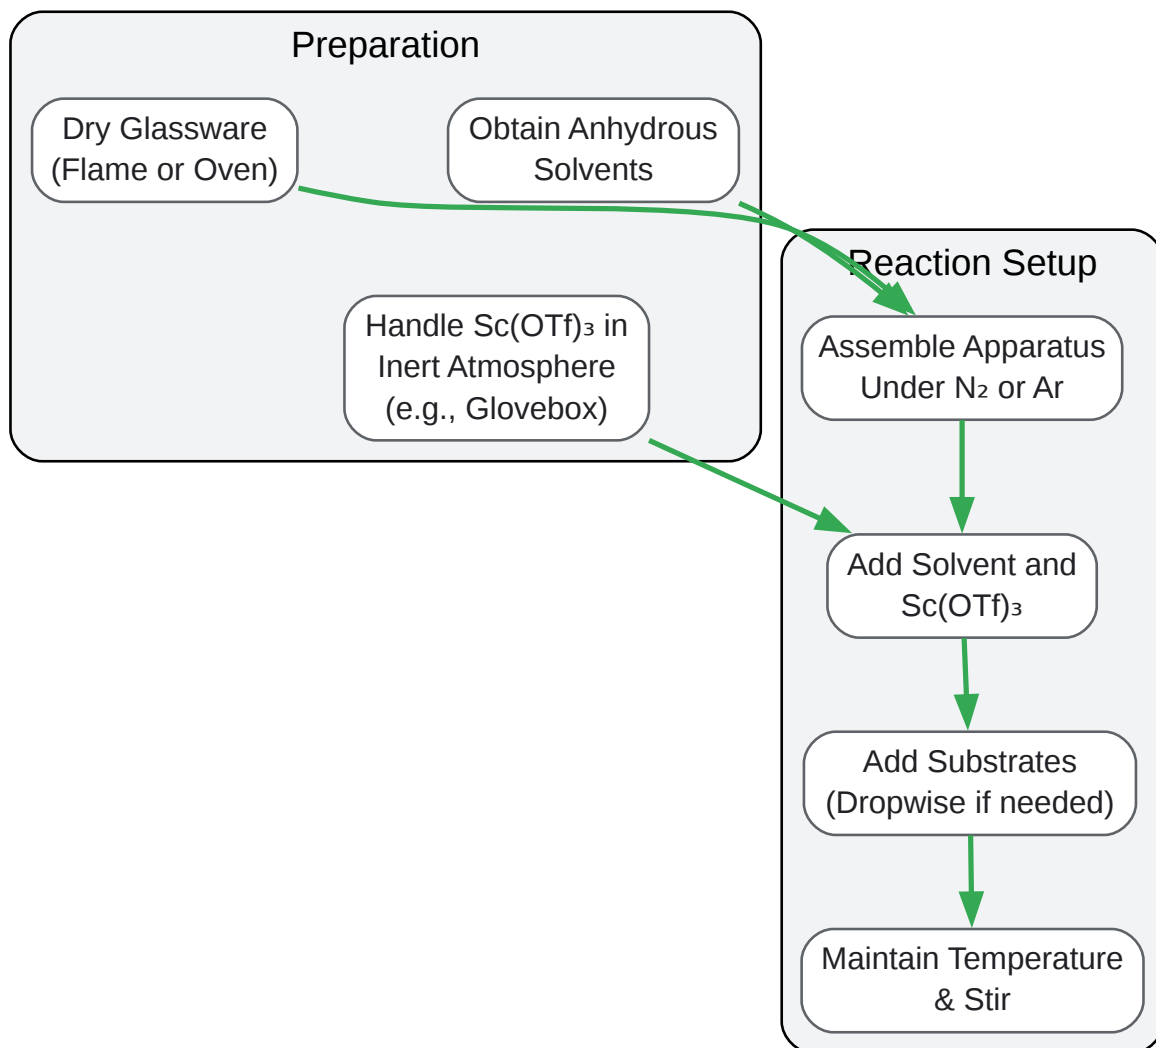 Preparation
Dry Glassware
(Flame or Oven)
Obtain Anhydrous
Solvents
Handle Sc(OTf)₃ in
Inert Atmosphere
(e.g., Glovebox)
Reaction Setup
Assemble Apparatus
Under N₂ or Ar
Add Solvent and
Sc(OTf)₃
Add Substrates
(Dropwise if needed)
Maintain Temperature
& Stir